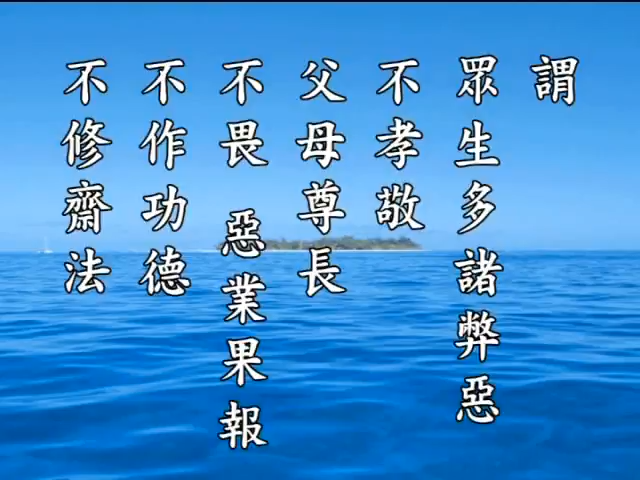 謂
眾生多諸弊惡
不孝敬
父母尊長
不畏 惡業果報
不作功德
不修齋法